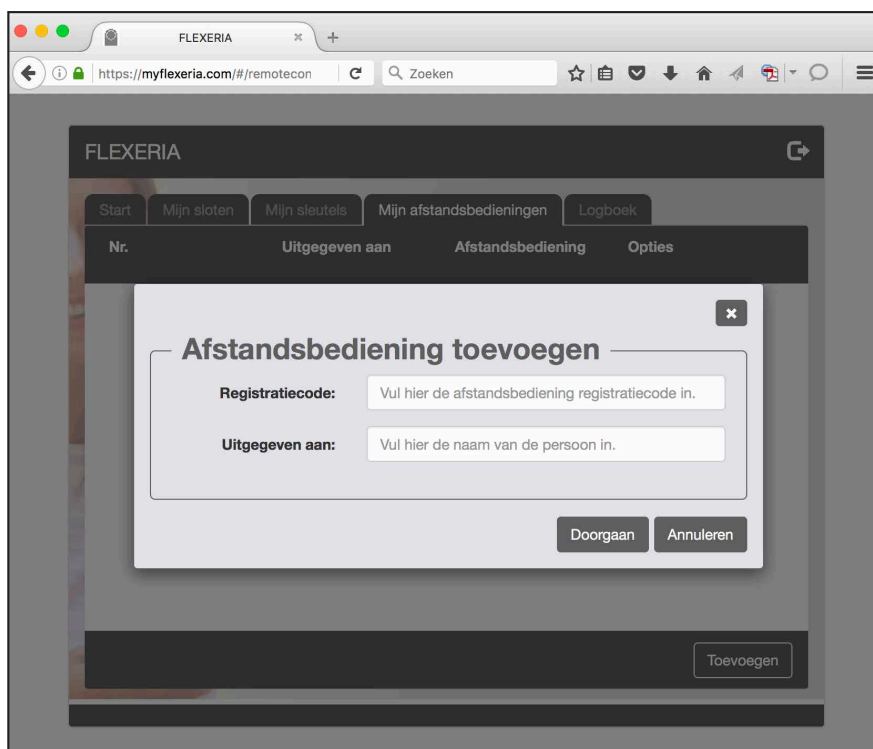 FLEXERIA
https://myflexeria.com/#/remotecon
Zoeken
FLEXERIA
Start Mijn sloten Mijn sleutels Mijn afstandsbedieningen Logboek
Nr. Uitgegeven aan Afstandsbediening Opties
Afstandsbediening toevoegen
Registratiecode: Vul hier de afstandsbediening registratiecode in.
Uitgegeven aan: Vul hier de naam van de persoon in.
Doorgaan Annuleren
Toevoegen